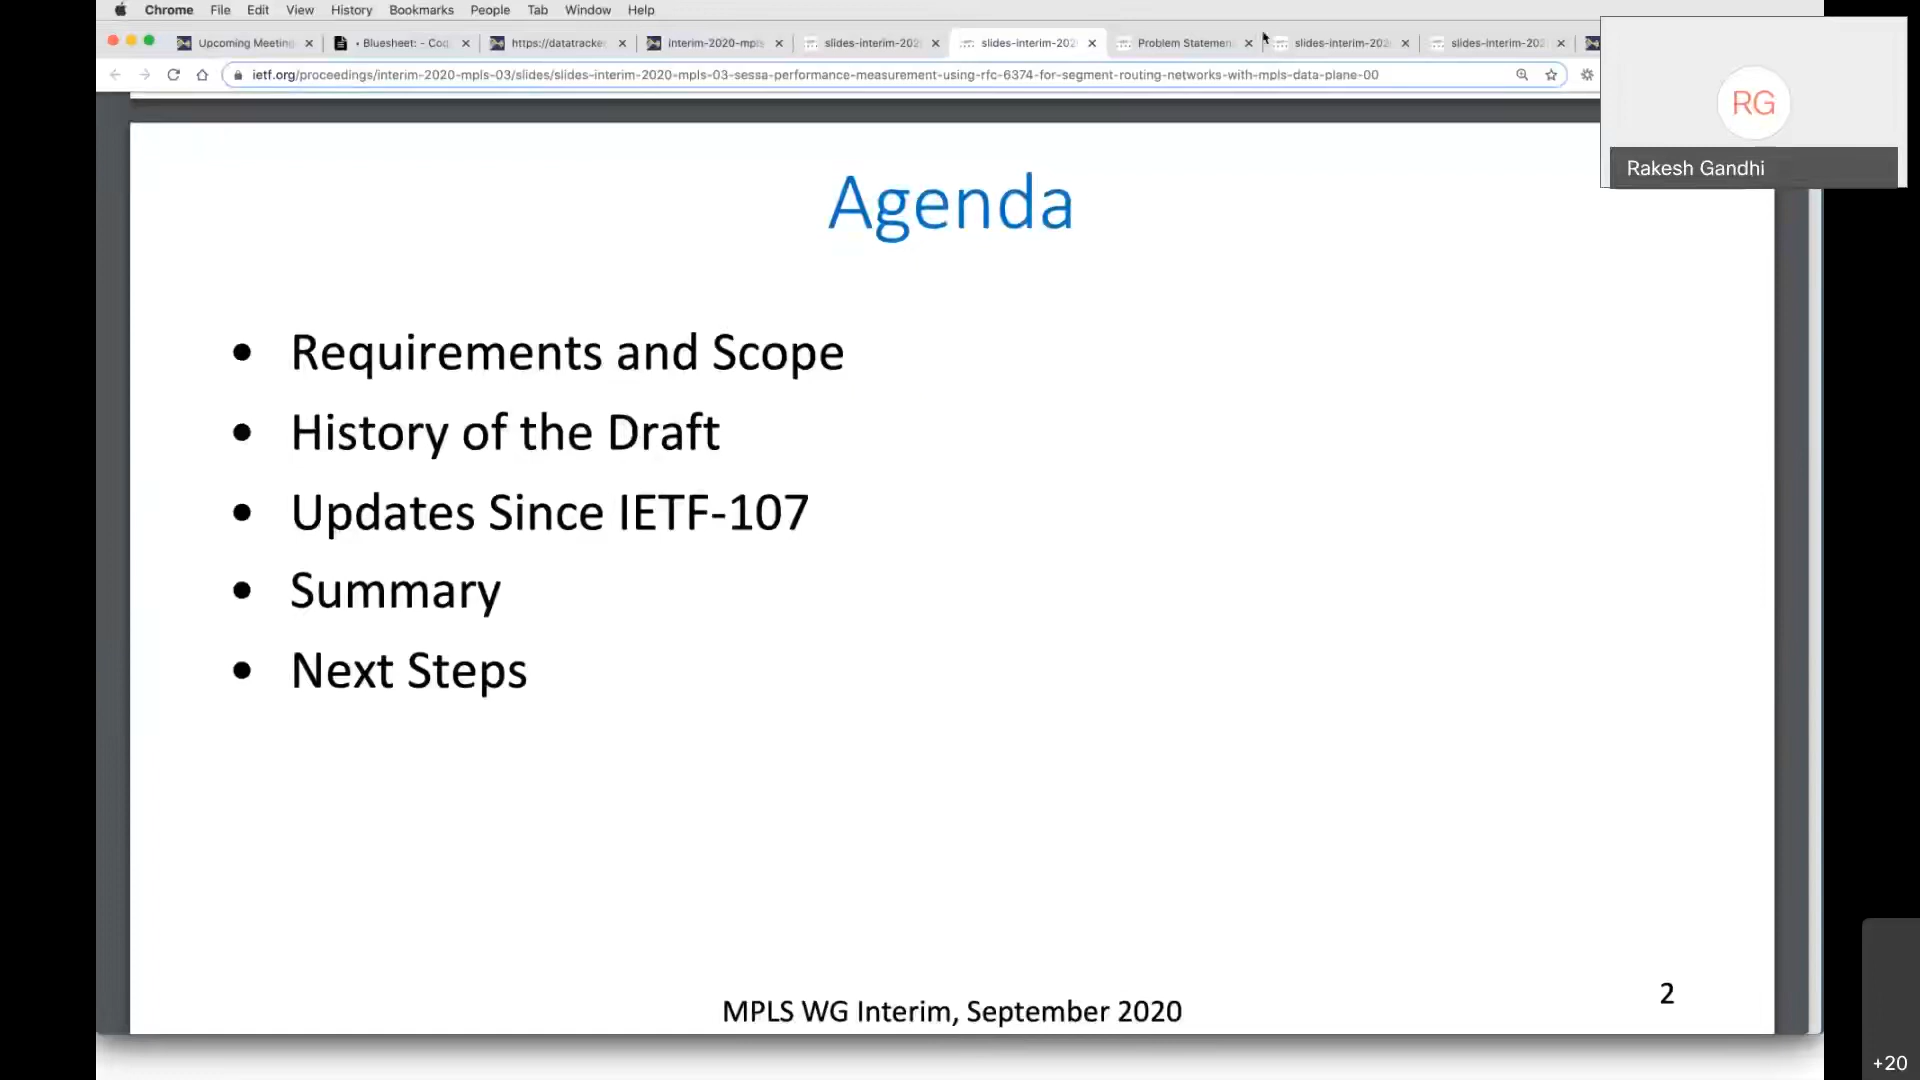 Chrome File Edit View History Bookmarks People Tab Window Help
Upcoming Meeting • Bluesheet: - Coc https://datatracker Interim-2020-mpls slides-interim-202 slides-interim-202 Problem Statemen slides-interim-202 slides-interim-202
ietf.org/proceedings/interim-2020-mpls-03/slides/slides-interim-2020-mpls-03-sessa-performance-measurement-using-rfc-6374-for-segment-routing-networks-with-mpls-data-plane-00
RG
Rakesh Gandhi
Agenda
• Requirements and Scope
• History of the Draft
• Updates Since IETF-107
• Summary
• Next Steps
2
MPLS WG Interim, September 2020
+20